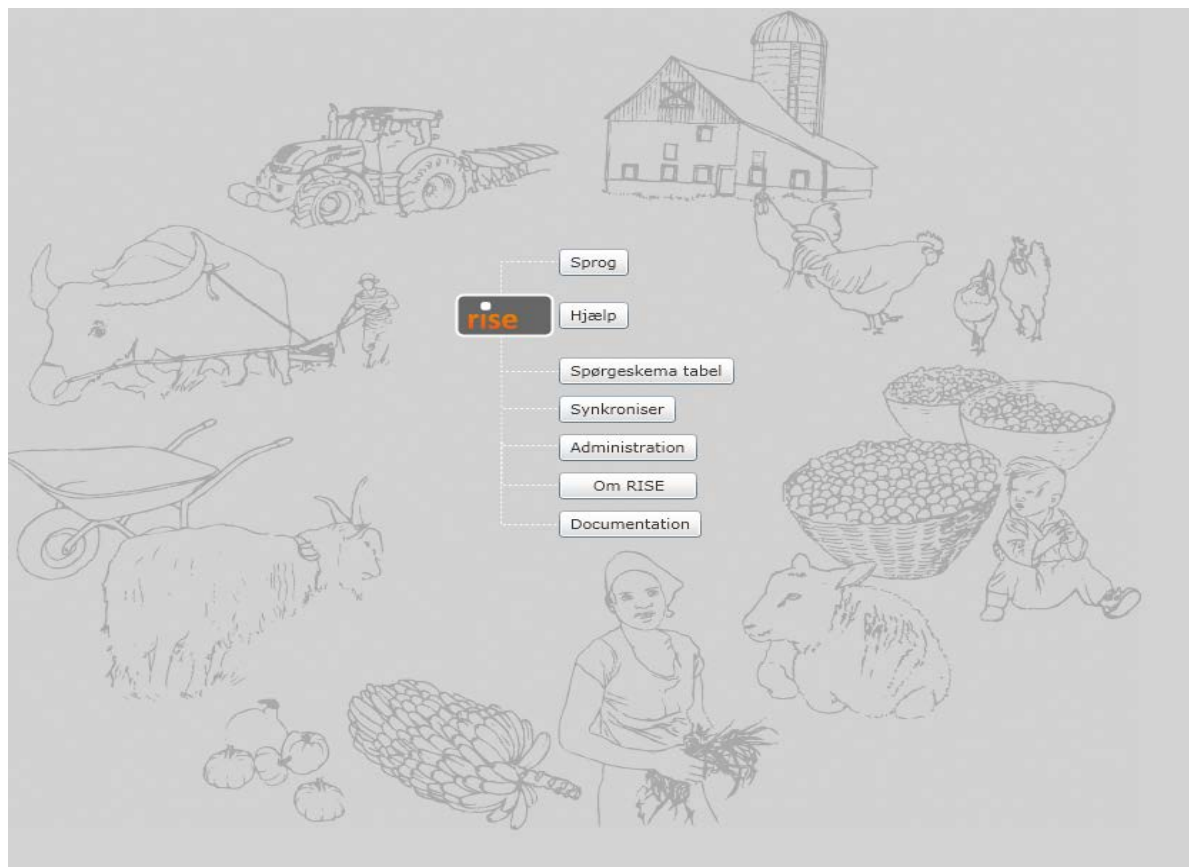 Sprog
rise
Hjælp
Spørgeskema tabel
Synkroniser
Administration
Om RISE
Documentation